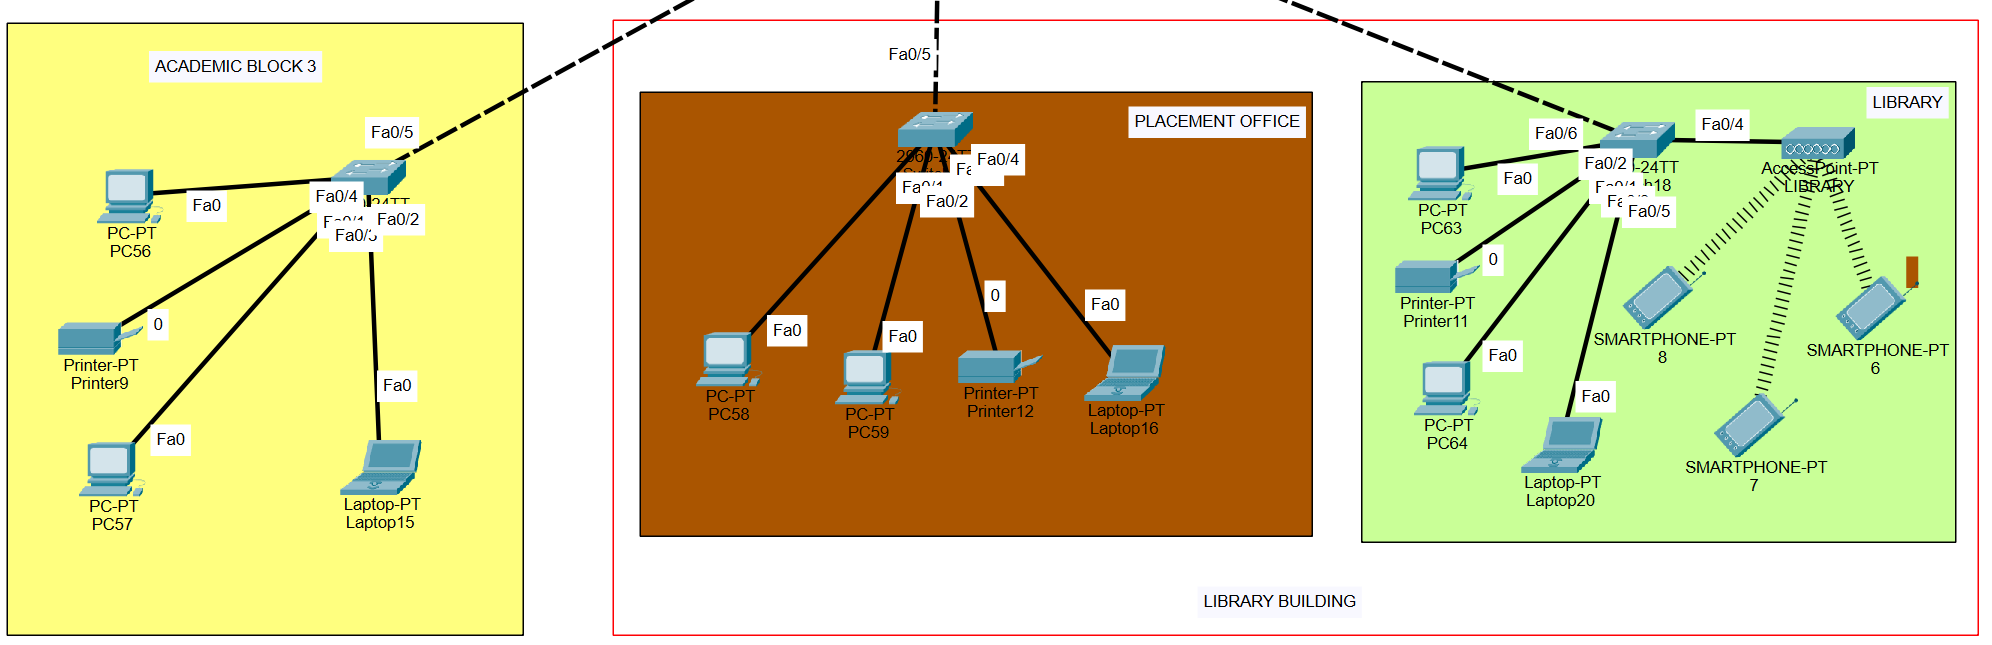 ACADEMIC BLOCK 3
Fa0/5
PC-PT
PC56
Fa0
Fa0/4
Fa0/2
Fa0/3
Printer-PT
Printer9
0
PC-PT
PC57
Fa0
Laptop-PT
Laptop15
Fa0
Fa0/5
PLACEMENT OFFICE
Fa0/4
Fa0/2
PC-PT
PC58
Fa0
PC-PT
PC59
Fa0
Printer-PT
Printer12
0
Laptop-PT
Laptop16
Fa0
LIBRARY
Fa0/6
Fa0/4
Fa0/2
Fa0/5
AccessPoint-PT
LIBRARY
PC-PT
PC63
Fa0
Printer-PT
Printer11
0
PC-PT
PC64
Fa0
Laptop-PT
Laptop20
Fa0
SMARTPHONE-PT
8
SMARTPHONE-PT
6
SMARTPHONE-PT
7
LIBRARY BUILDING